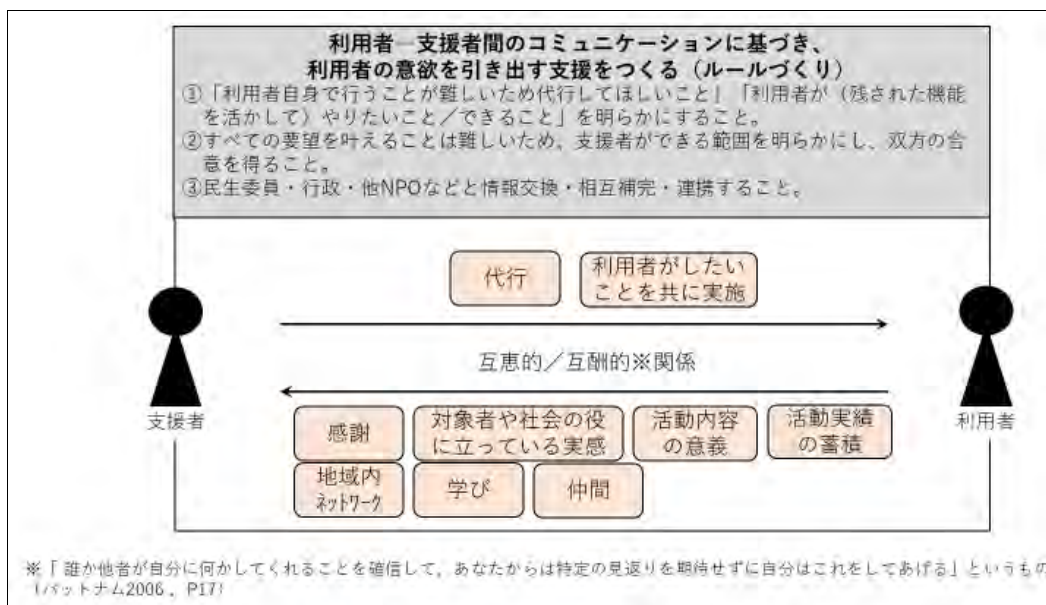 利用者―支援者間のコミュニケーションに基づき、
利用者の意欲を引き出す支援をつくる（ルールづくり）
①「利用者自身で行うことが難しいため代行してほしいこと」「利用者が（残された機能
を活かして）やりたいこと／できること」を明らかにすること。
②すべての要望を叶えることは難しいため、支援者ができる範囲を明らかにし、双方の合
意を得ること。
③民生委員・行政・他NPOなどと情報交換・相互補完・連携すること。
代行
利用者がしたい
ことを共に実施
互恵的／互酬的※関係
支援者
利用者
感謝
対象者や社会の役
に立っている実感
活動内容
の意義
活動実績
の蓄積
地域内
ネットワーク
学び
仲間
※「 誰か他者が自分に何かしてくれることを確信して，あなたからは特定の見返りを期待せずに自分はこれをしてあげる」というもの
（パットナム2006 ，P17）